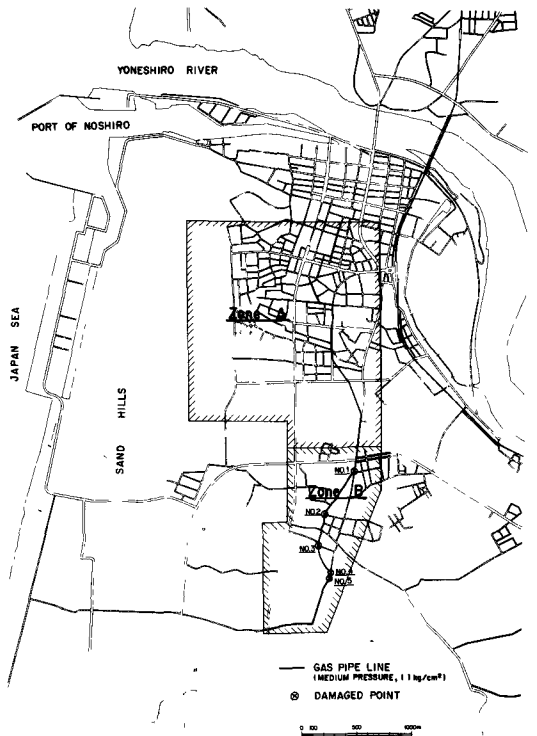 YONESHIRO RIVER
PORT OF NOSHIRO
JAPAN SEA
SAND HILLS
Zone A
NO.1
Zone B
NO.2
NO.3
NO.4
NO.5
GAS PIPE LINE
(MEDIUM PRESSURE, 1.1 kg/cm²)
DAMAGED POINT
0 100 500 1000m